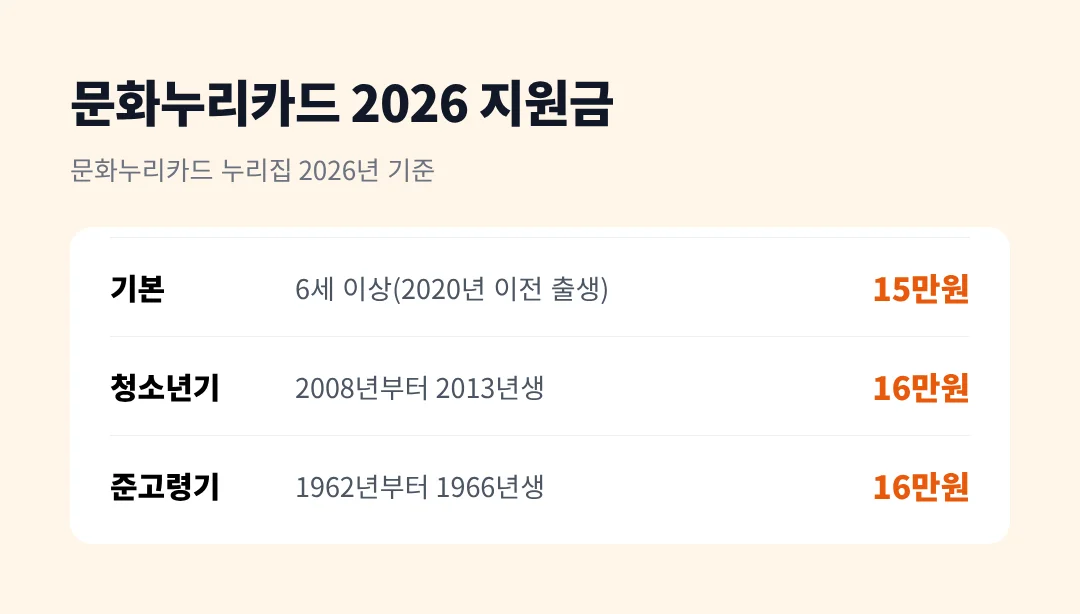 문화누리카드 2026 지원금
문화누리카드 누리집 2026년 기준
기본 6세 이상(2020년 이전 출생) 15만원
청소년기 2008년부터 2013년생 16만원
준고령기 1962년부터 1966년생 16만원